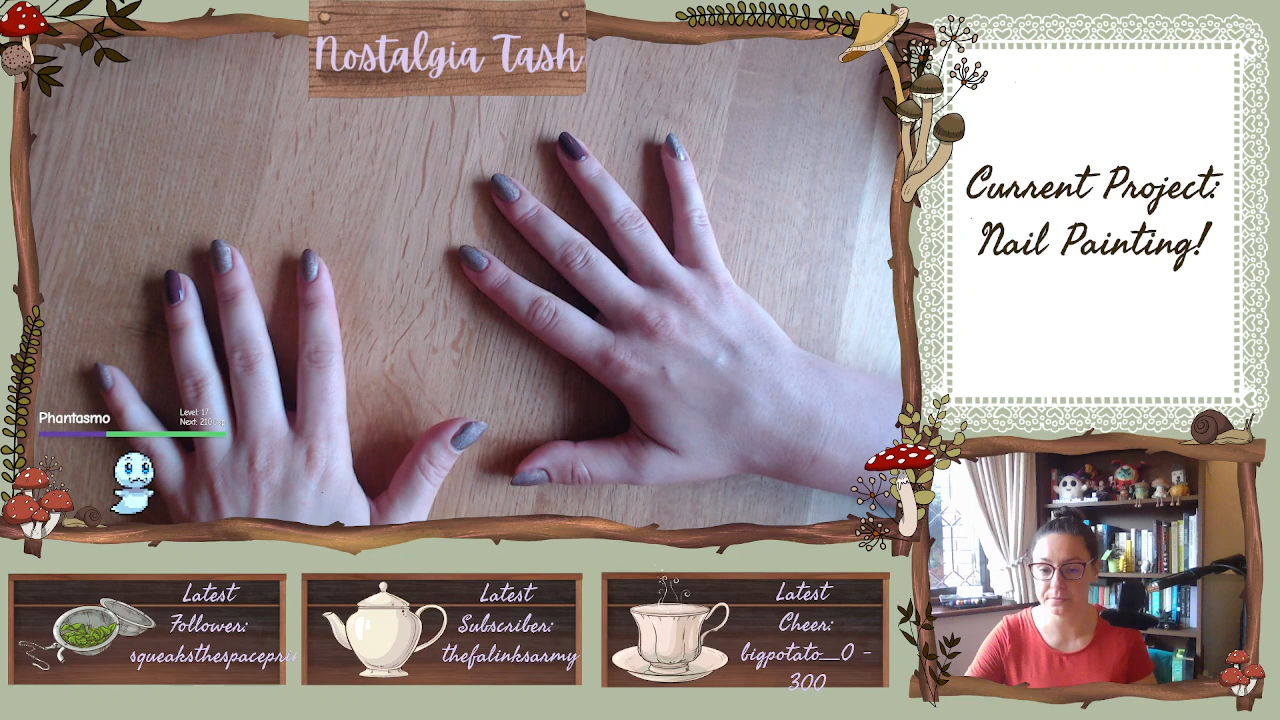 Nostalgia Tash
Current Project:
Nail Painting!
Phantasmo
Level: 17
Latest
Follower:
Latest
Subscriber:
thefalinksarmy
Latest
Cheer:
bigpotato_0 -
300